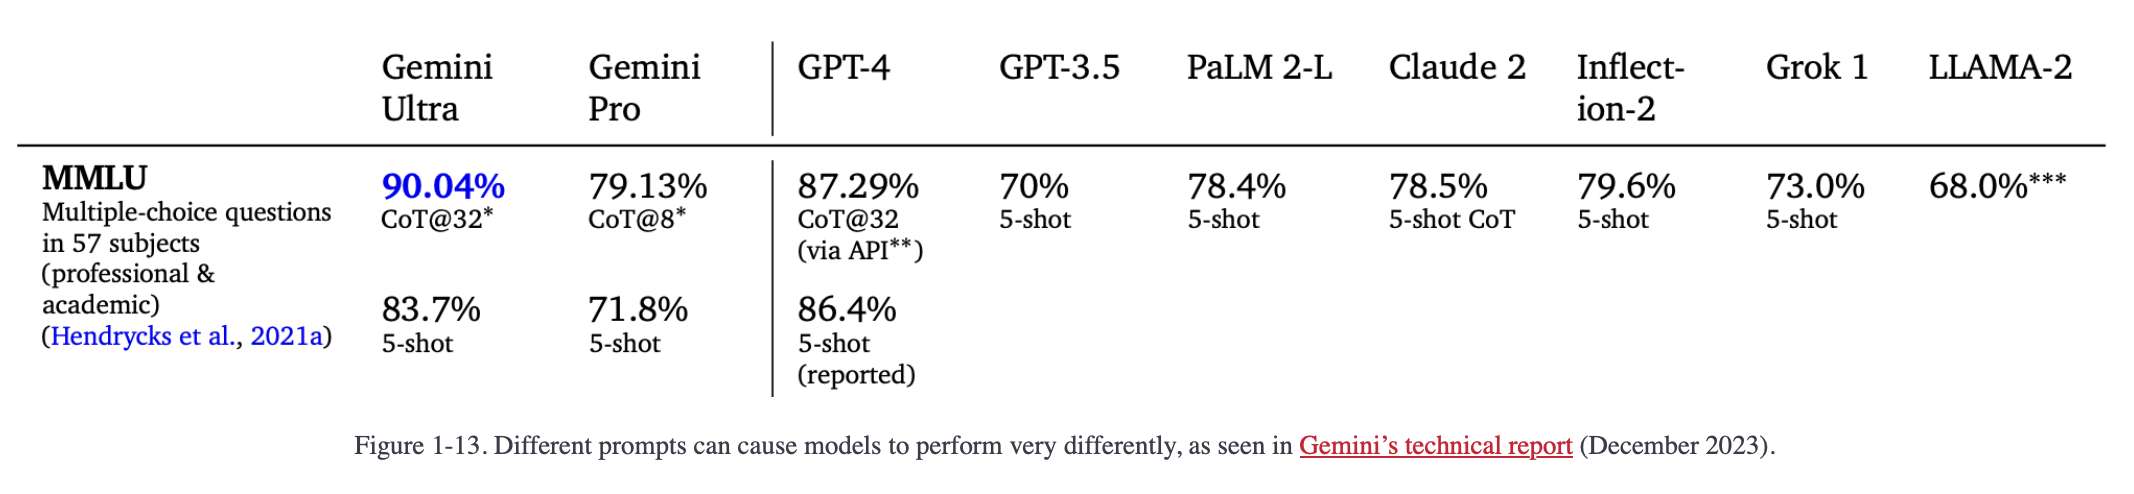 Gemini Ultra
Gemini Pro
GPT-4
GPT-3.5
PaLM 2-L
Claude 2
Inflect-
ion-2
Grok 1
LLAMA-2
MMLU
Multiple-choice questions
in 57 subjects
(professional &
academic)
(Hendrycks et al., 2021a)
90.04%
CoT@32*
79.13%
CoT@8*
87.29%
CoT@32
(via API**)
70%
5-shot
78.4%
5-shot
78.5%
5-shot CoT
79.6%
5-shot
73.0%
5-shot
68.0%***
83.7%
5-shot
71.8%
5-shot
86.4%
5-shot
(reported)
Figure 1-13. Different prompts can cause models to perform very differently, as seen in Gemini’s technical report (December 2023).